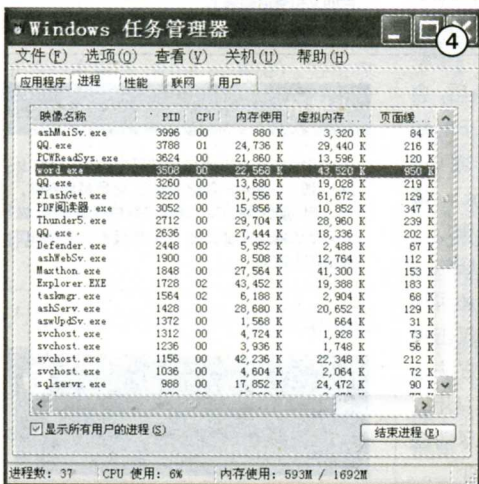 Windows 任务管理器
④
文件(F) 选项(O) 查看(V) 关机(U) 帮助(H)
应用程序 进程 性能 联网 用户
映像名称 PID CPU 内存使用 虚拟内存... 页面缓...
ashMaiSv.exe 3996 00 880 K 3,320 K 84 K
QQ.exe 3788 01 24,736 K 29,440 K 216 K
PCWReadSys.exe 3624 00 21,860 K 13,596 K 120 K
word.exe 3508 00 22,568 K 43,520 K 950 K
QQ.exe 3260 00 13,680 K 19,028 K 219 K
FlashGet.exe 3220 00 31,556 K 61,672 K 129 K
PDF阅读器.exe 3052 00 15,856 K 10,852 K 347 K
Thunder5.exe 2712 00 29,704 K 28,960 K 239 K
QQ.exe 2636 00 27,444 K 18,336 K 202 K
Defender.exe 2448 00 5,952 K 2,488 K 67 K
ashWebSv.exe 1900 00 8,508 K 12,764 K 112 K
Maxthon.exe 1848 00 27,564 K 41,300 K 153 K
Explorer.EXE 1728 02 43,452 K 19,388 K 183 K
taskmgr.exe 1564 02 6,188 K 2,904 K 68 K
ashServ.exe 1428 00 28,680 K 20,652 K 129 K
aswUpdSv.exe 1372 00 1,568 K 664 K 31 K
svchost.exe 1312 00 4,724 K 1,928 K 73 K
svchost.exe 1236 00 3,936 K 1,748 K 56 K
svchost.exe 1156 00 42,236 K 22,348 K 212 K
svchost.exe 1036 00 4,604 K 2,064 K 72 K
sqlservr.exe 988 00 17,852 K 24,472 K 90 K
显示所有用户的进程(S) 结束进程(E)
进程数: 37 CPU 使用: 6% 内存使用: 593M / 1692M